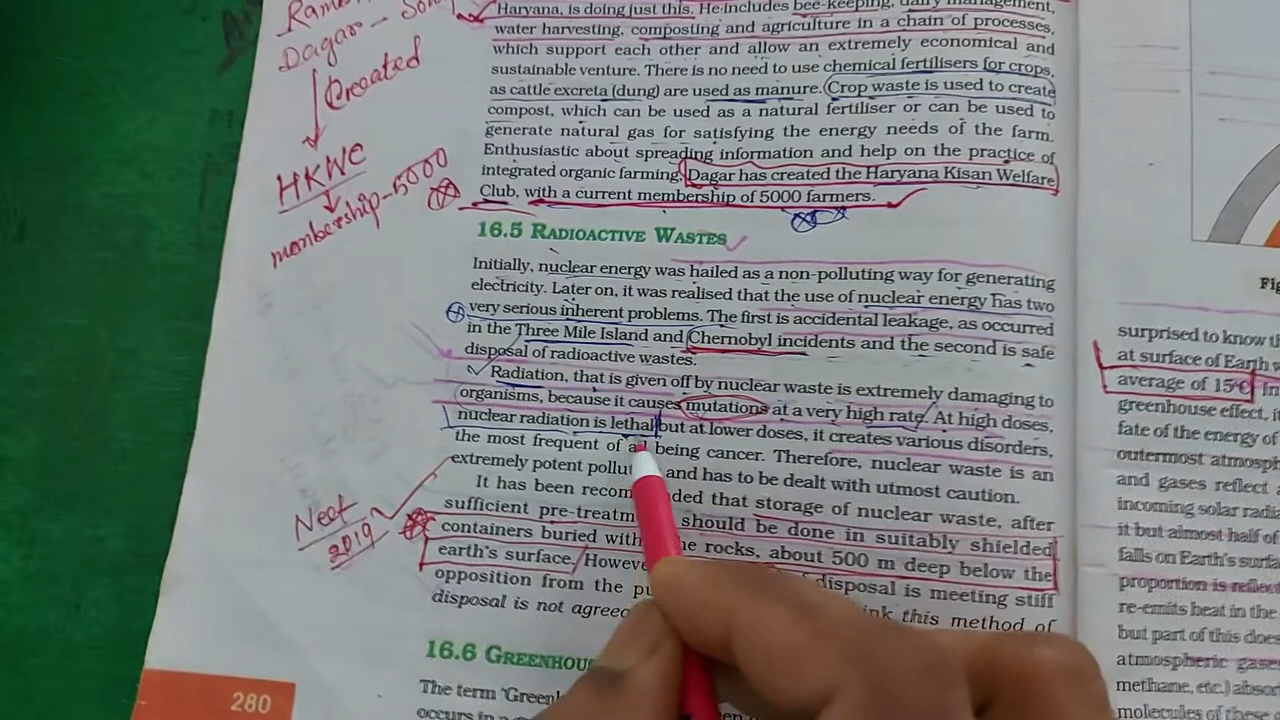 Dagar - Son
Created
HKWC
membership-5000
Neet
2019
Haryana, is doing just this. He includes bee-keeping, dairy management,
water harvesting, composting and agriculture in a chain of processes,
which support each other and allow an extremely economical and
sustainable venture. There is no need to use chemical fertilisers for crops,
as cattle excreta (dung) are used as manure. Crop waste is used to create
compost, which can be used as a natural fertiliser or can be used to
generate natural gas for satisfying the energy needs of the farm.
Enthusiastic about spreading information and help on the practice of
integrated organic farming, Dagar has created the Haryana Kisan Welfare
Club, with a current membership of 5000 farmers.
16.5 RADIOACTIVE WASTES
Initially, nuclear energy was hailed as a non-polluting way for generating
electricity. Later on, it was realised that the use of nuclear energy has two
very serious inherent problems. The first is accidental leakage, as occurred
in the Three Mile Island and Chernobyl incidents and the second is safe
disposal of radioactive wastes.
Radiation, that is given off by nuclear waste is extremely damaging to
organisms, because it causes mutations at a very high rate. At high doses,
nuclear radiation is lethal but at lower doses, it creates various disorders,
the most frequent of all being cancer. Therefore, nuclear waste is an
extremely potent pollut and has to be dealt with utmost caution.
It has been recom ded that storage of nuclear waste, after
sufficient pre-treatm should be done in suitably shielded
containers buried with he rocks, about 500 m deep below the
earth's surface. Howeve disposal is meeting stiff
opposition from the pu ink this method of
disposal is not agree
16.6 GREENHOUS
The term 'Greenh
occurs in a
280
Fig
surprised to know th
at surface of Earth w
average of 15°C
greenhouse effect, i
fate of the energy of
outermost atmosph
and gases reflect
incoming solar radia
it but almost half of
falls on Earth's surfa
proportion is reflec
re-emits heat in the
but part of this does
atmospheric gase
methane, etc.) absor
molecules of these